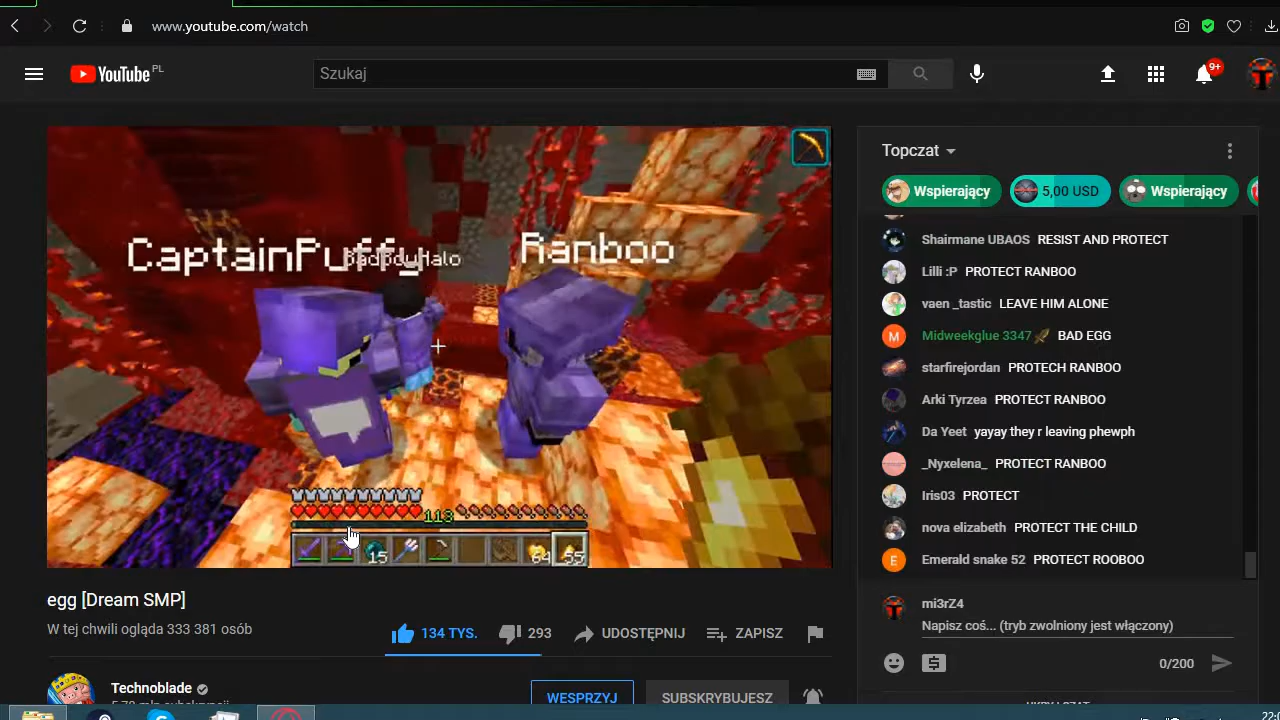 www.youtube.com/watch
YouTube PL
Szukaj
9+
CaptainPuffy
BadBoyHalo
Ranboo
113
15
64
55
egg [Dream SMP]
W tej chwili ogląda 333 381 osób
134 TYS.
293
UDOSTĘPNIJ
ZAPISZ
Technoblade
WESPRZYJ
SUBSKRYBUJESZ
Topczat
Wspierający
5,00 USD
Wspierający
Shairmane UBAOS RESIST AND PROTECT
Lilli :P PROTECT RANBOO
vaen _tastic LEAVE HIM ALONE
M Midweekglue 3347 BAD EGG
starfirejordan PROTECH RANBOO
Arki Tyrzea PROTECT RANBOO
Da Yeet yayay they r leaving phewph
_Nyxelena_ PROTECT RANBOO
Iris03 PROTECT
nova elizabeth PROTECT THE CHILD
E Emerald snake 52 PROTECT ROOBOO
mi3rZ4
Napisz coś... (tryb zwolniony jest włączony)
0/200